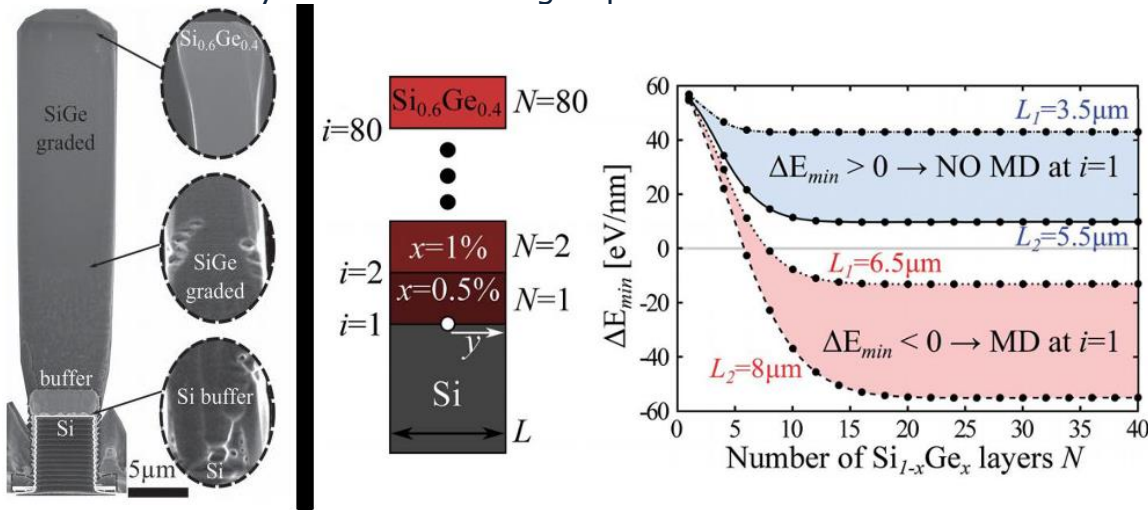 Si0.6Ge0.4
SiGe
graded
SiGe
graded
buffer
Si buffer
Si
Si
5μm
Si0.6Ge0.4 N=80
i=80
x=1% N=2
i=2
x=0.5% N=1
i=1
y
Si
L
ΔEmin [eV/nm]
60
40
20
0
-20
-40
-60
L1=3.5μm
ΔEmin > 0 → NO MD at i=1
L2=5.5μm
L1=6.5μm
ΔEmin < 0 → MD at i=1
L2=8μm
0 5 10 15 20 25 30 35 40
Number of Si1-xGex layers N